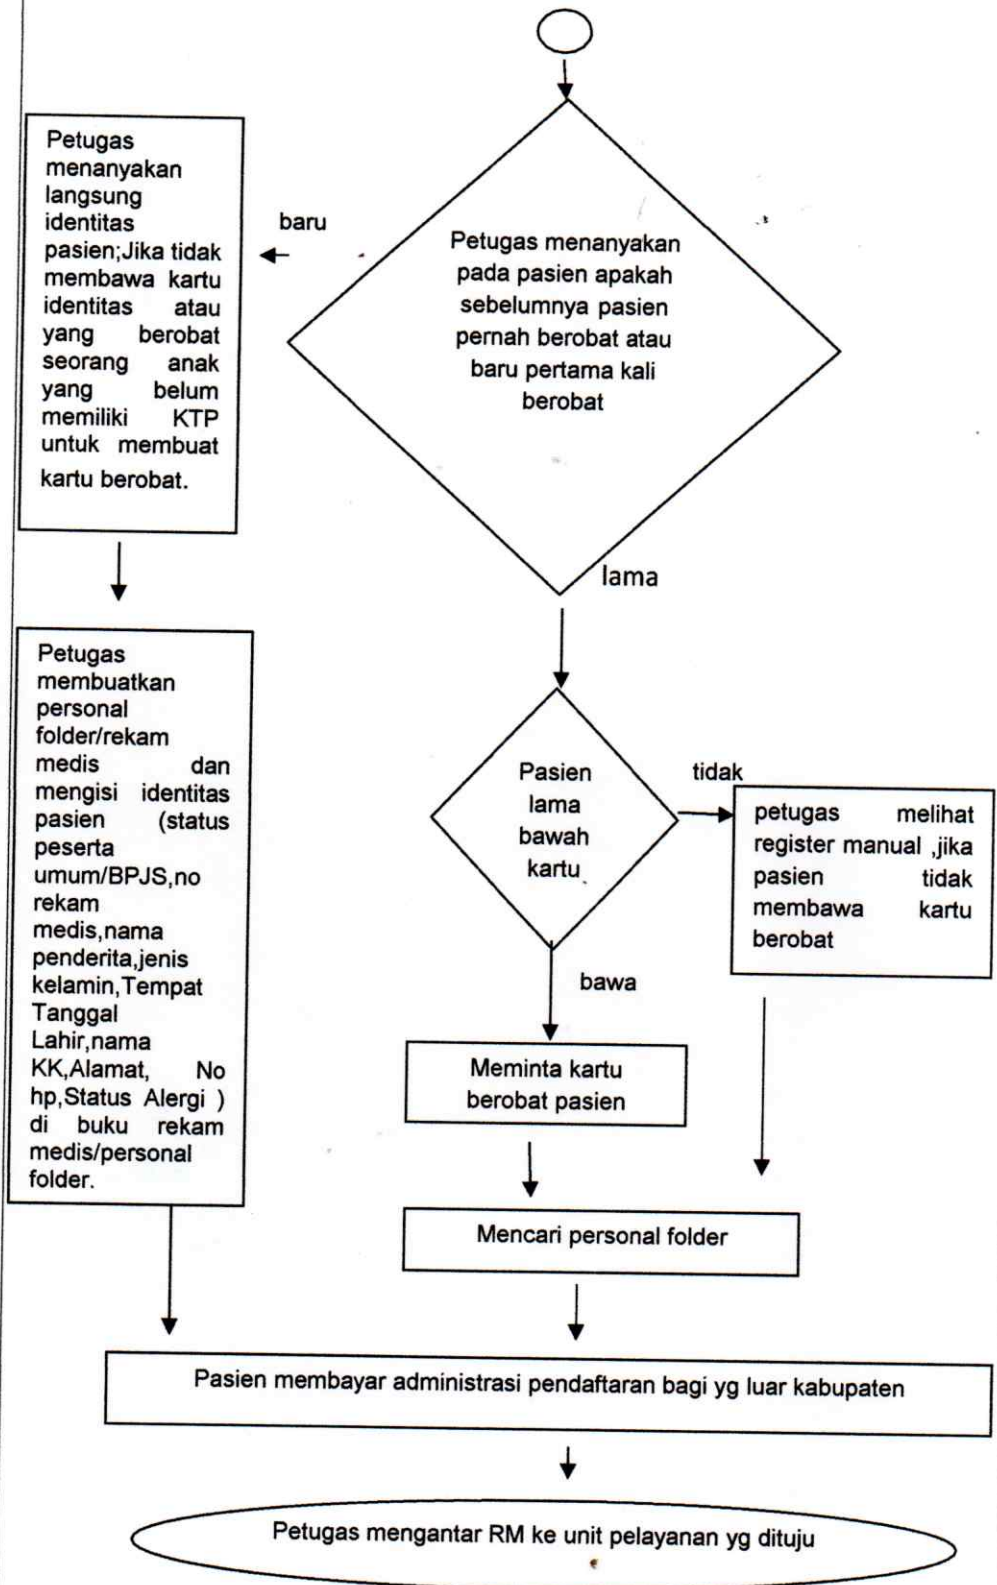 Petugas menanyakan
pada pasien apakah
sebelumnya pasien
pernah berobat atau
baru pertama kali
berobat
baru
Petugas
menanyakan
langsung
identitas
pasien;Jika tidak
membawa kartu
identitas atau
yang berobat
seorang anak
yang belum
memiliki KTP
untuk membuat
kartu berobat.
Petugas
membuatkan
personal
folder/rekam
medis dan
mengisi identitas
pasien (status
peserta
umum/BPJS,no
rekam
medis,nama
penderita,jenis
kelamin,Tempat
Tanggal
Lahir,nama
KK,Alamat, No
hp,Status Alergi )
di buku rekam
medis/personal
folder.
lama
Pasien
lama
bawah
kartu
tidak
petugas melihat
register manual ,jika
pasien tidak
membawa kartu
berobat
bawa
Meminta kartu
berobat pasien
Mencari personal folder
Pasien membayar administrasi pendaftaran bagi yg luar kabupaten
Petugas mengantar RM ke unit pelayanan yg dituju